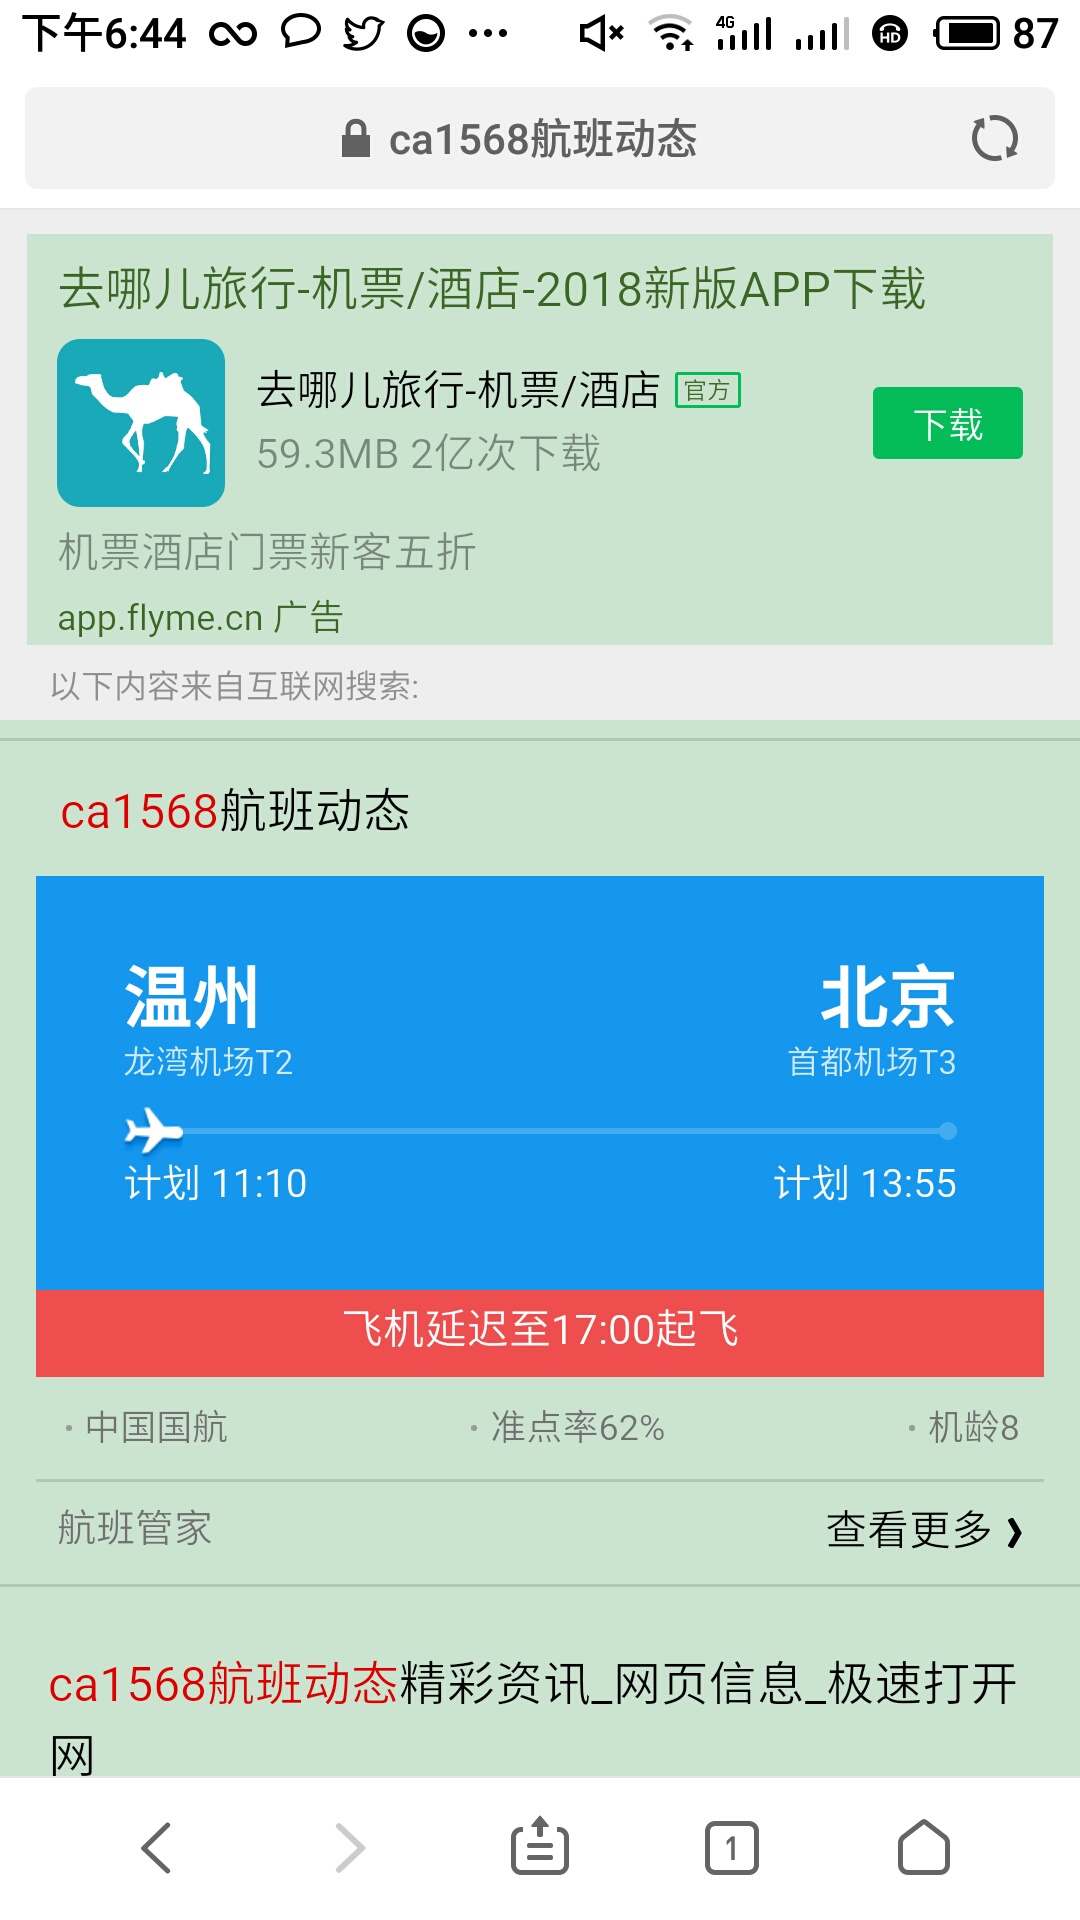 下午6:44
4G
HD
87
ca1568航班动态
去哪儿旅行-机票/酒店-2018新版APP下载
去哪儿旅行-机票/酒店 官方
59.3MB 2亿次下载
下载
机票酒店门票新客五折
app.flyme.cn 广告
以下内容来自互联网搜索:
ca1568航班动态
温州
北京
龙湾机场T2
首都机场T3
计划 11:10
计划 13:55
飞机延迟至17:00起飞
· 中国国航
· 准点率62%
· 机龄8
航班管家
查看更多
ca1568航班动态精彩资讯_网页信息_极速打开
网
1